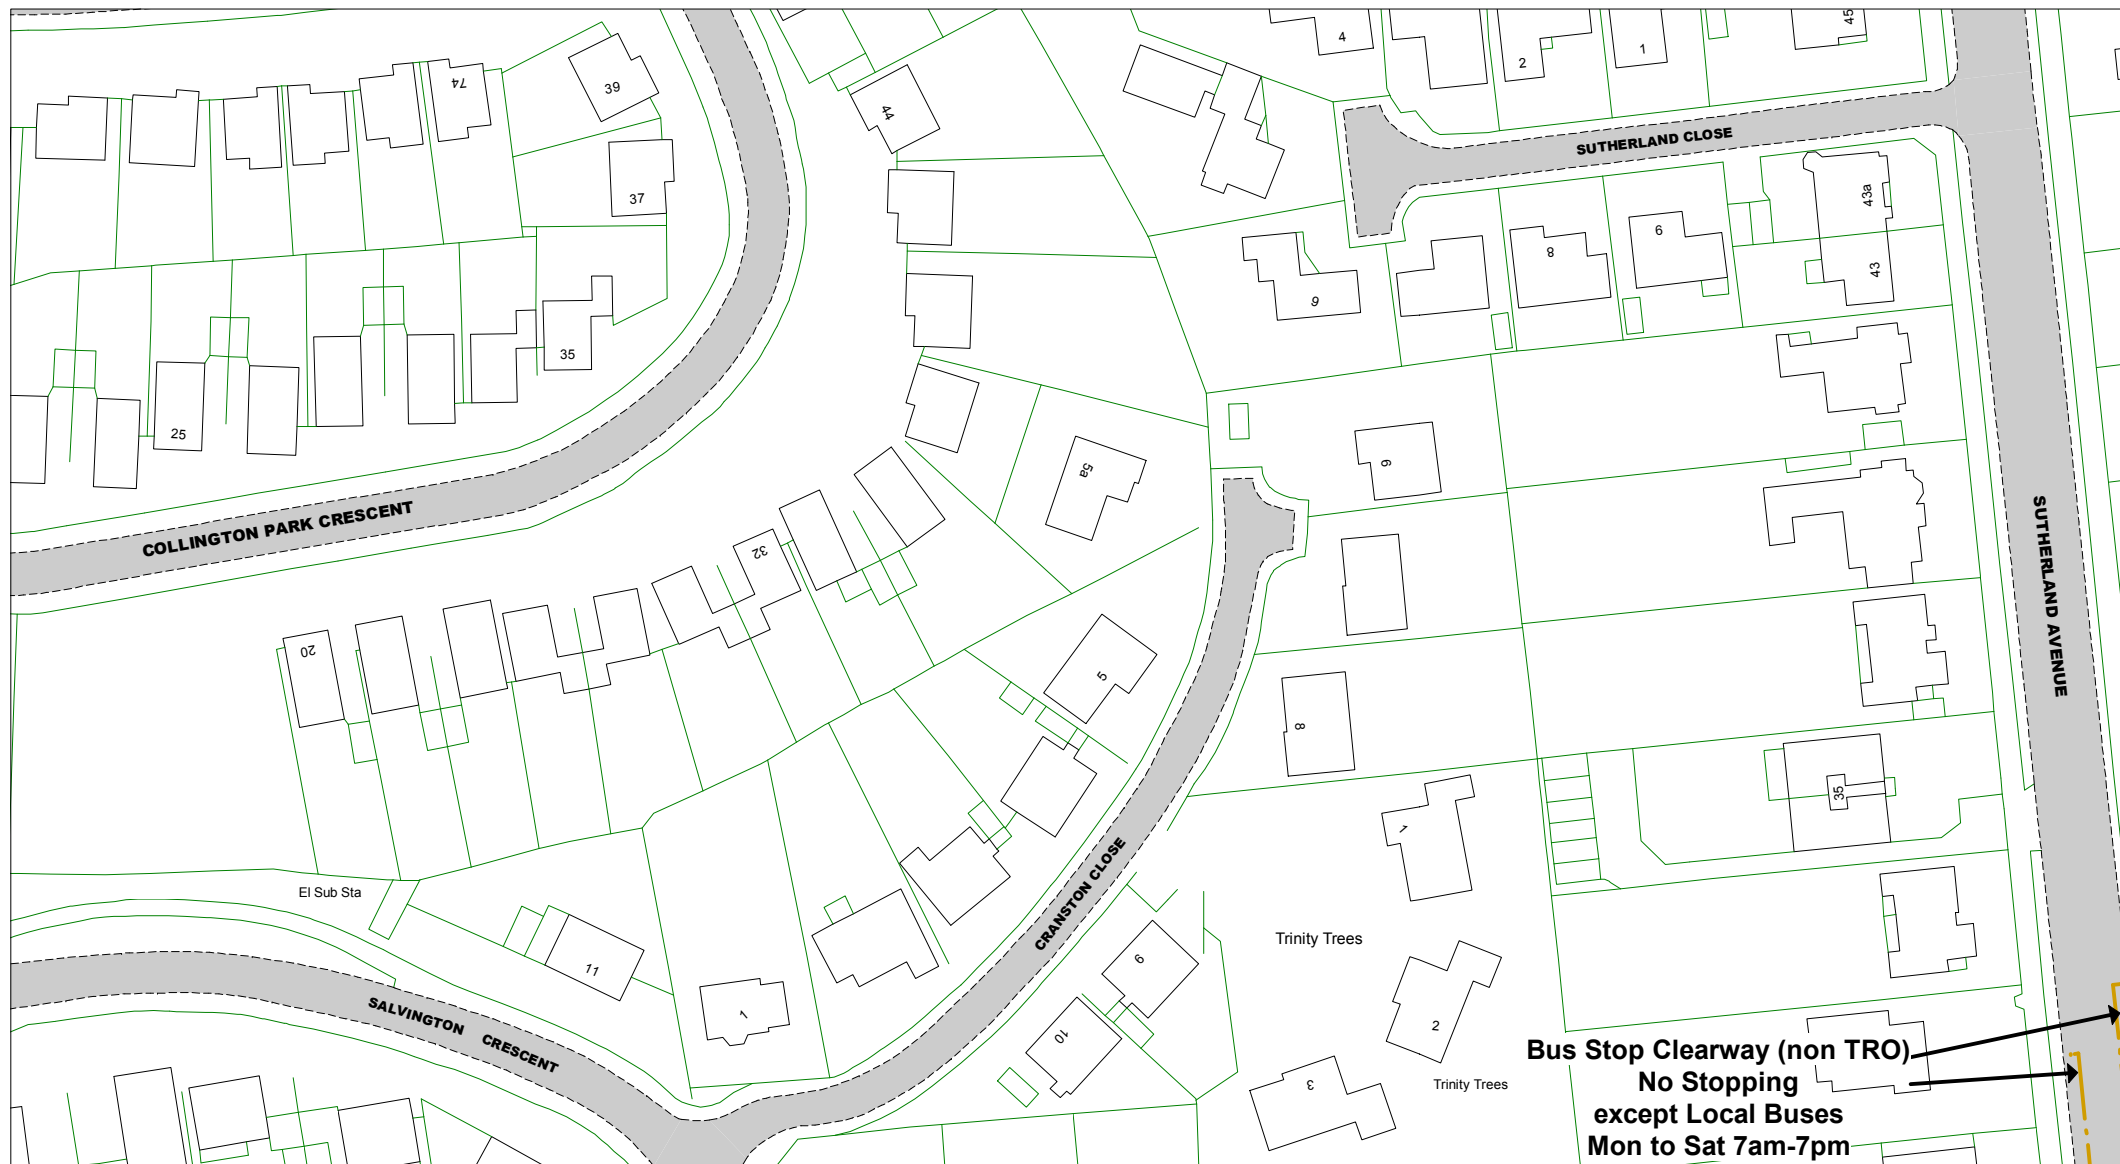 4
2
1
45
74
39
44
37
SUTHERLAND CLOSE
43a
43
6
8
9
35
25
5a
COLLINGTON PARK CRESCENT
32
20
5
8
SUTHERLAND AVENUE
35
1
El Sub Sta
11
CRANSTON CLOSE
Trinity Trees
2
SALVINGTON CRESCENT
1
10
3
Trinity Trees
Bus Stop Clearway (non TRO)
No Stopping
except Local Buses
Mon to Sat 7am-7pm